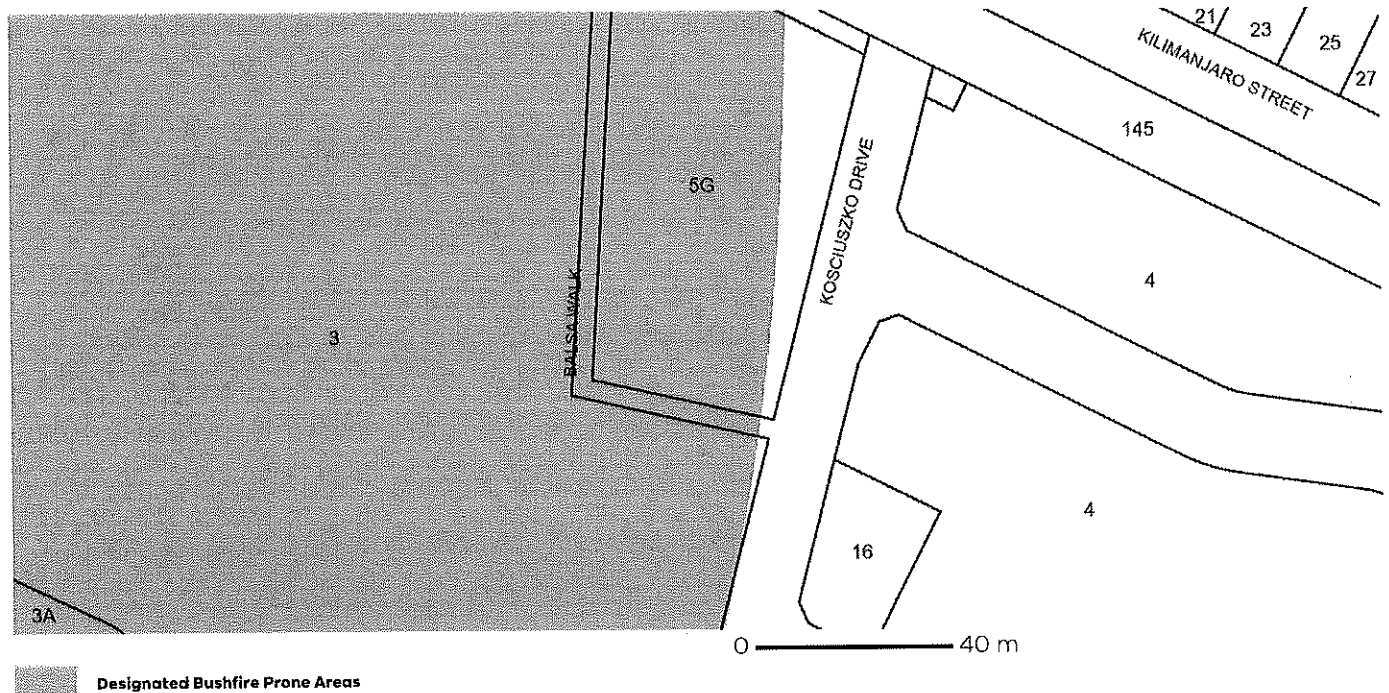 21
23
25
27
KILIMANJARO STREET
145
5G
KOSCIUSZKO DRIVE
4
BALSA WALK
3
4
16
3A
0 40 m
Designated Bushfire Prone Areas